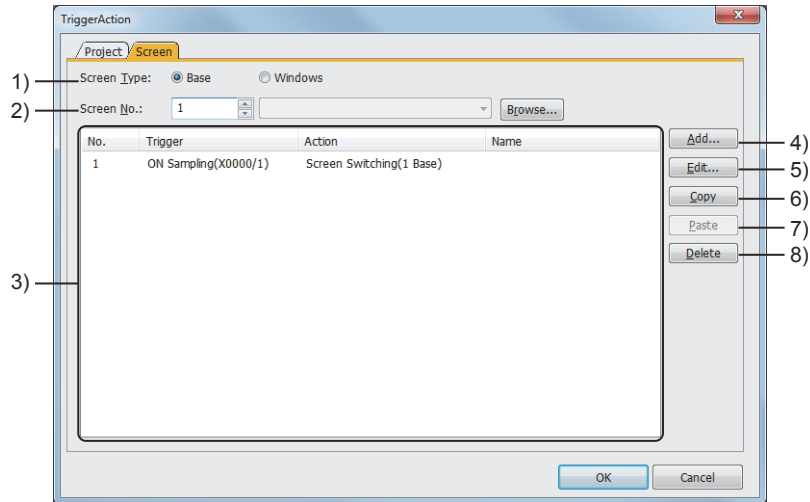 TriggerAction
Project Screen
1) Screen Type: Base Windows
2) Screen No.: 1 Browse...
No. Trigger Action Name
1 ON Sampling(X0000/1) Screen Switching(1 Base)
3)
Add... 4)
Edit... 5)
Copy 6)
Paste 7)
Delete 8)
OK Cancel